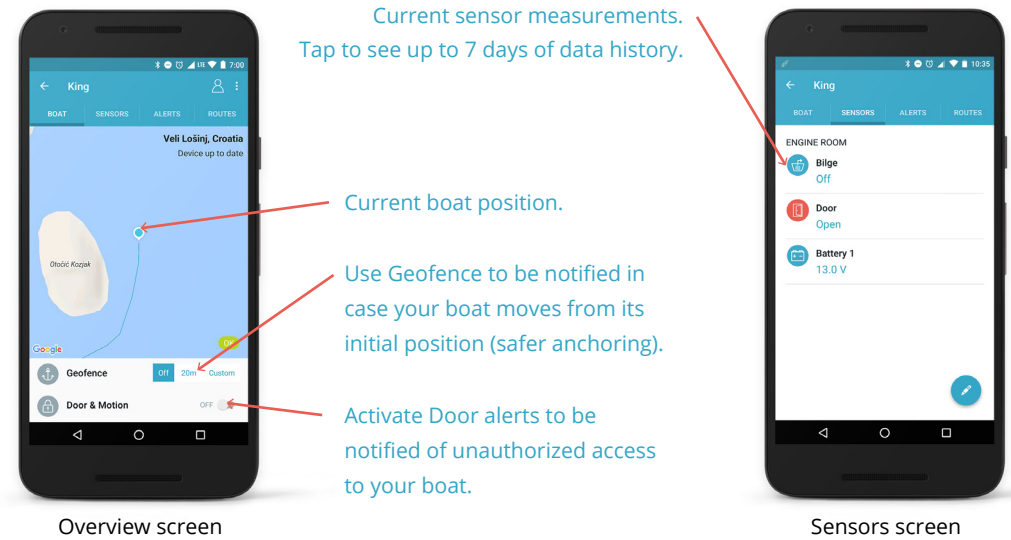 Current sensor measurements.
Tap to see up to 7 days of data history.
LTE 7:00
King
BOAT SENSORS ALERTS ROUTES
Veli Lošinj, Croatia
Device up to date
Otočić Kozjak
Google
OK
Geofence Off 20m Custom
Door & Motion OFF
Overview screen
Current boat position.
Use Geofence to be notified in
case your boat moves from its
initial position (safer anchoring).
Activate Door alerts to be
notified of unauthorized access
to your boat.
10:35
King
BOAT SENSORS ALERTS ROUTES
ENGINE ROOM
Bilge
Off
Door
Open
Battery 1
13.0 V
Sensors screen